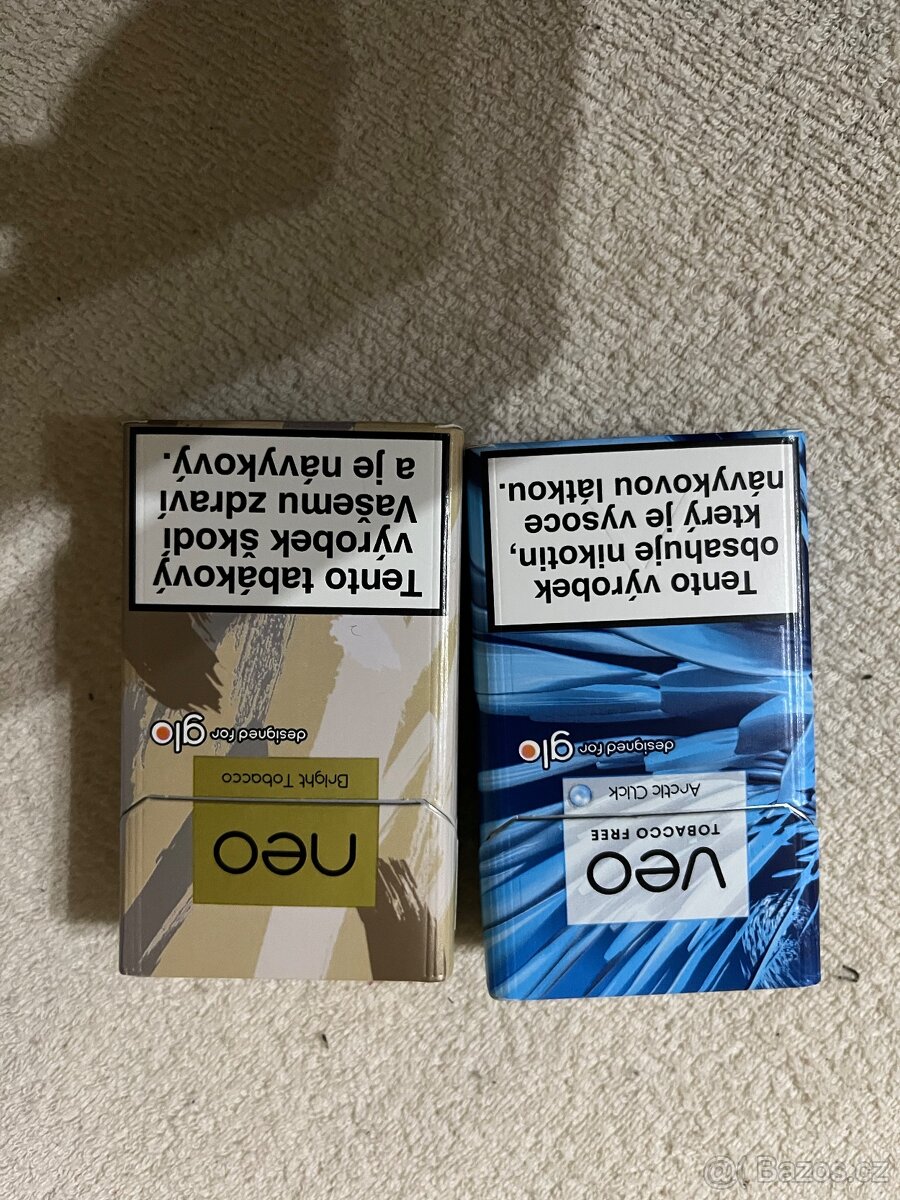 neo
Bright Tobacco
designed for glo
Tento tabákový
výrobek škodí
Vašemu zdraví
a je návykový.
veo
TOBACCO FREE
Arctic Click
designed for glo
Tento výrobek
obsahuje nikotin,
který je vysoce
návykovou látkou.
@ Bazos.cz